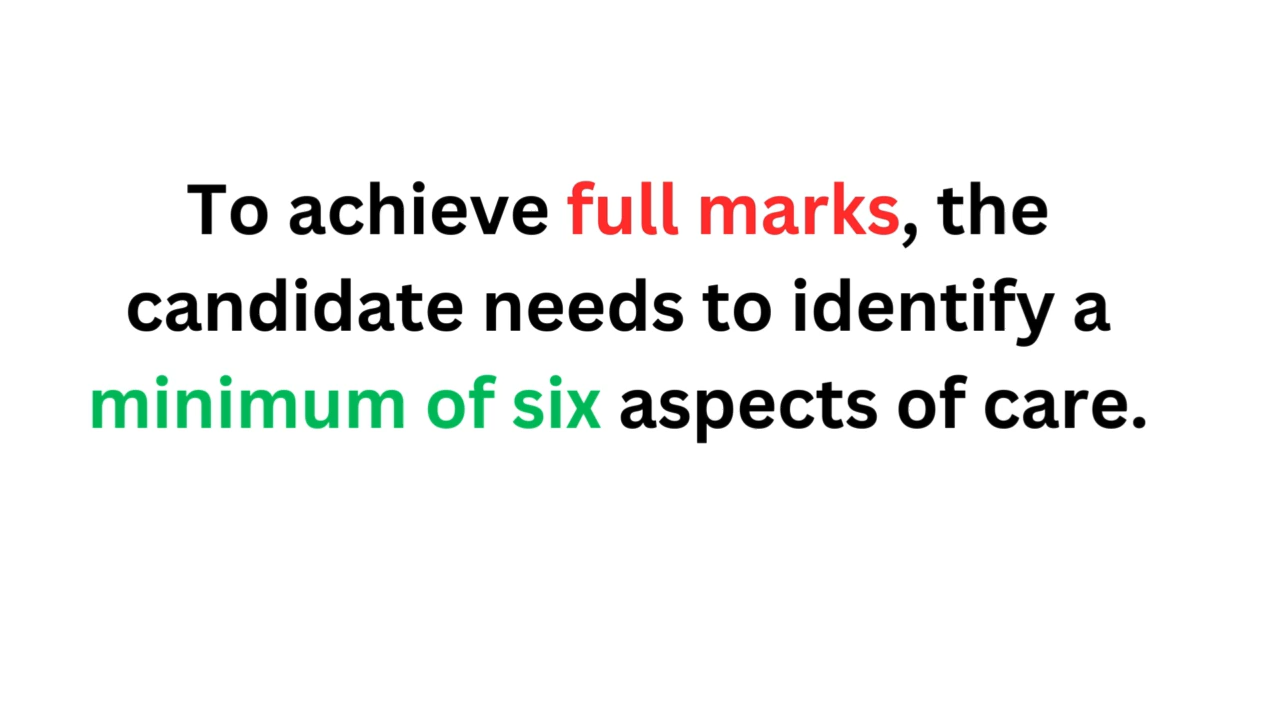 To achieve full marks, the
candidate needs to identify a
minimum of six aspects of care.